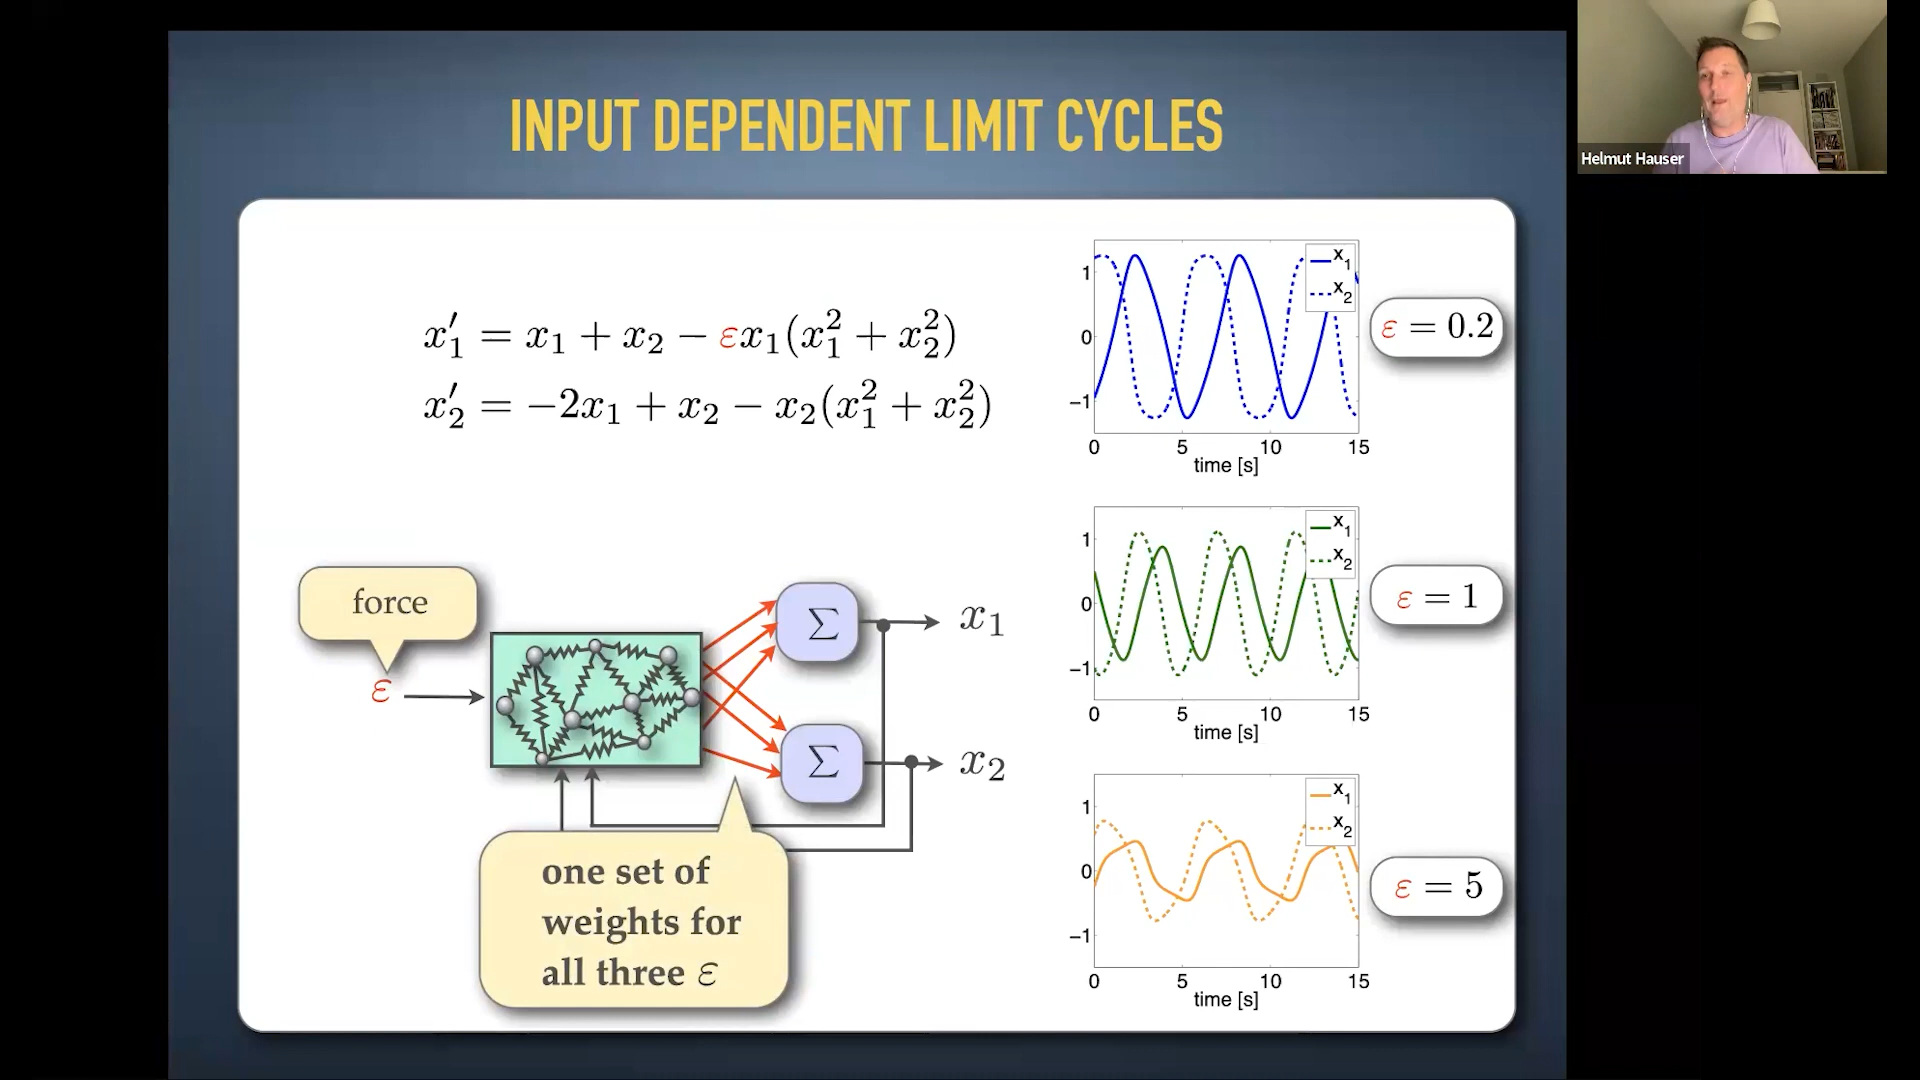 INPUT DEPENDENT LIMIT CYCLES
Helmut Hauser
x₁′ = x₁ + x₂ − εx₁(x₁² + x₂²)
x₂′ = −2x₁ + x₂ − x₂(x₁² + x₂²)
force
ε
Σ
x₁
Σ
x₂
one set of
weights for
all three ε
x₁
x₂
1
0
−1
0 5 10 15
time [s]
ε = 0.2
x₁
x₂
1
0
−1
0 5 10 15
time [s]
ε = 1
x₁
x₂
1
0
−1
0 5 10 15
time [s]
ε = 5